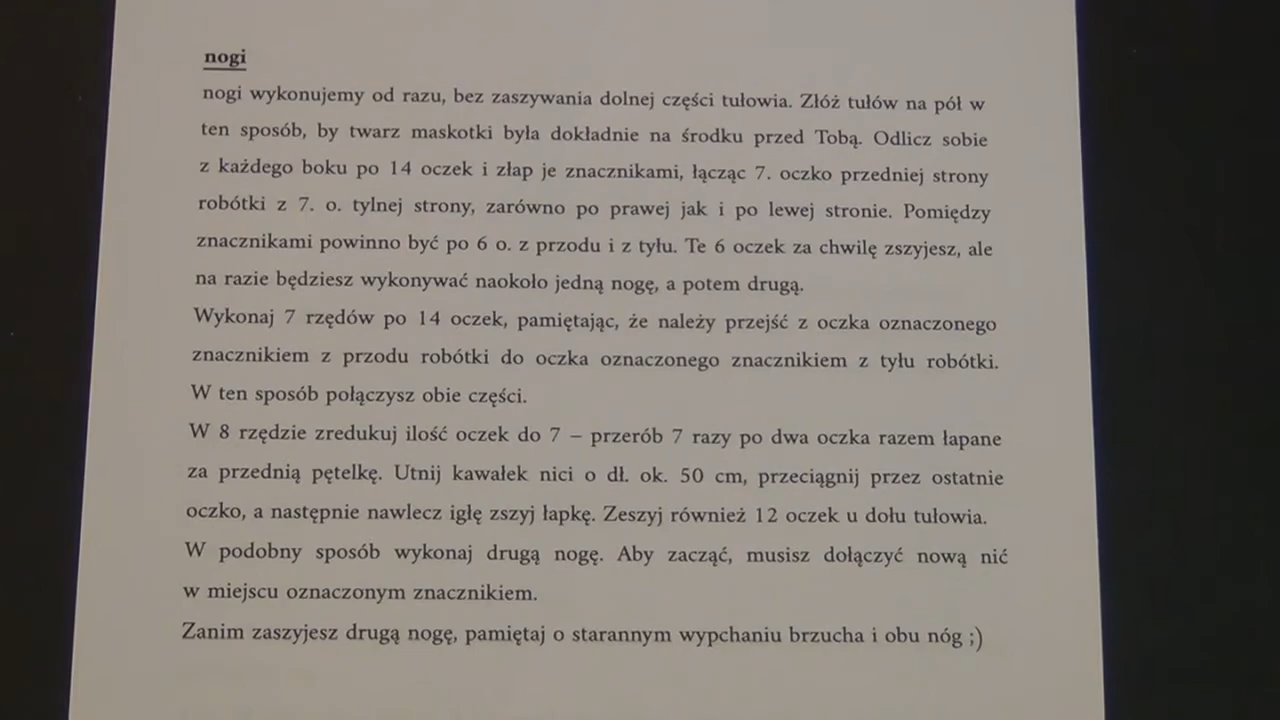 nogi
nogi wykonujemy od razu, bez zaszywania dolnej części tułowia. Złóż tułów na pół w
ten sposób, by twarz maskotki była dokładnie na środku przed Tobą. Odlicz sobie
z każdego boku po 14 oczek i złap je znacznikami, łącząc 7. oczko przedniej strony
robótki z 7. o. tylnej strony, zarówno po prawej jak i po lewej stronie. Pomiędzy
znacznikami powinno być po 6 o. z przodu i z tyłu. Te 6 oczek za chwilę zszyjesz, ale
na razie będziesz wykonywać naokoło jedną nogę, a potem drugą.
Wykonaj 7 rzędów po 14 oczek, pamiętając, że należy przejść z oczka oznaczonego
znacznikiem z przodu robótki do oczka oznaczonego znacznikiem z tyłu robótki.
W ten sposób połączysz obie części.
W 8 rzędzie zredukuj ilość oczek do 7 – przerób 7 razy po dwa oczka razem łapane
za przednią pętelkę. Utnij kawałek nici o dł. ok. 50 cm, przeciągnij przez ostatnie
oczko, a następnie nawlecz igłę zszyj łapkę. Zeszyj również 12 oczek u dołu tułowia.
W podobny sposób wykonaj drugą nogę. Aby zacząć, musisz dołączyć nową nić
w miejscu oznaczonym znacznikiem.
Zanim zaszyjesz drugą nogę, pamiętaj o starannym wypchaniu brzucha i obu nóg ;)